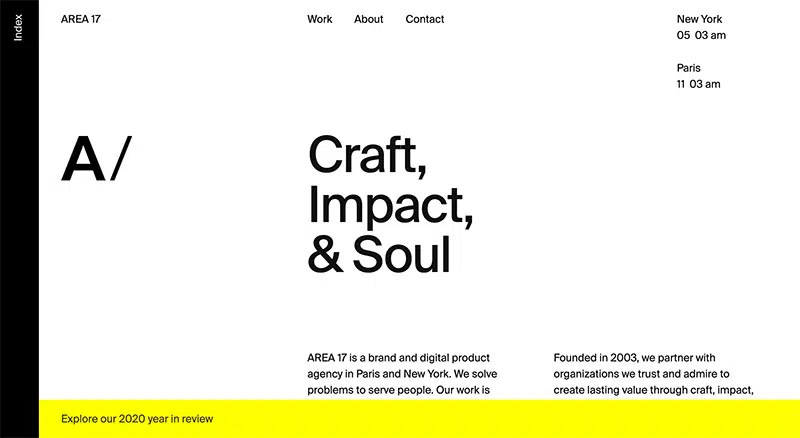 Index
AREA 17
Work About Contact
New York
05 03 am
Paris
11 03 am
A/
Craft,
Impact,
& Soul
AREA 17 is a brand and digital product
agency in Paris and New York. We solve
problems to serve people. Our work is
Founded in 2003, we partner with
organizations we trust and admire to
create lasting value through craft, impact,
Explore our 2020 year in review